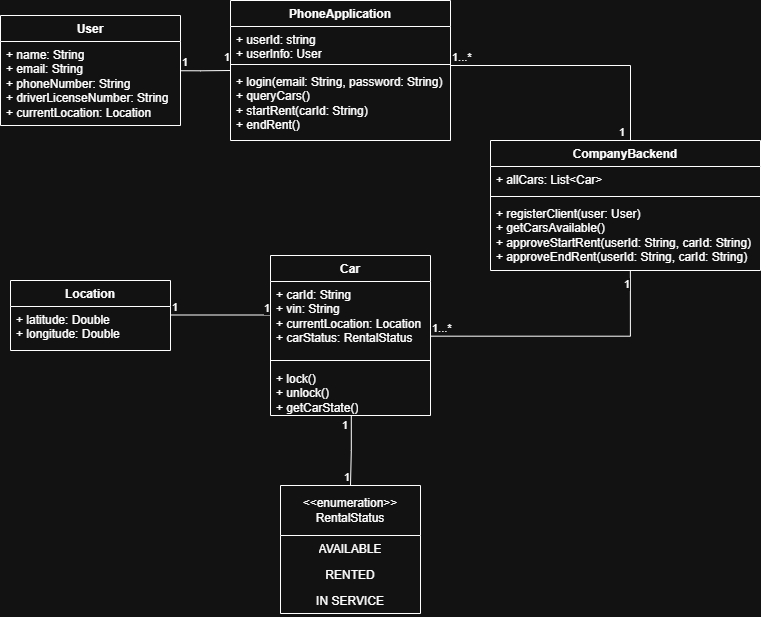 User
+ name: String
+ email: String
+ phoneNumber: String
+ driverLicenseNumber: String
+ currentLocation: Location
1
1
PhoneApplication
+ userId: string
+ userInfo: User
+ login(email: String, password: String)
+ queryCars()
+ startRent(carId: String)
+ endRent()
1...*
1
CompanyBackend
+ allCars: List<Car>
+ registerClient(user: User)
+ getCarsAvailable()
+ approveStartRent(userId: String, carId: String)
+ approveEndRent(userId: String, carId: String)
1
1...*
Location
+ latitude: Double
+ longitude: Double
1
1
Car
+ carId: String
+ vin: String
+ currentLocation: Location
+ carStatus: RentalStatus
+ lock()
+ unlock()
+ getCarState()
1
1
<<enumeration>>
RentalStatus
AVAILABLE
RENTED
IN SERVICE